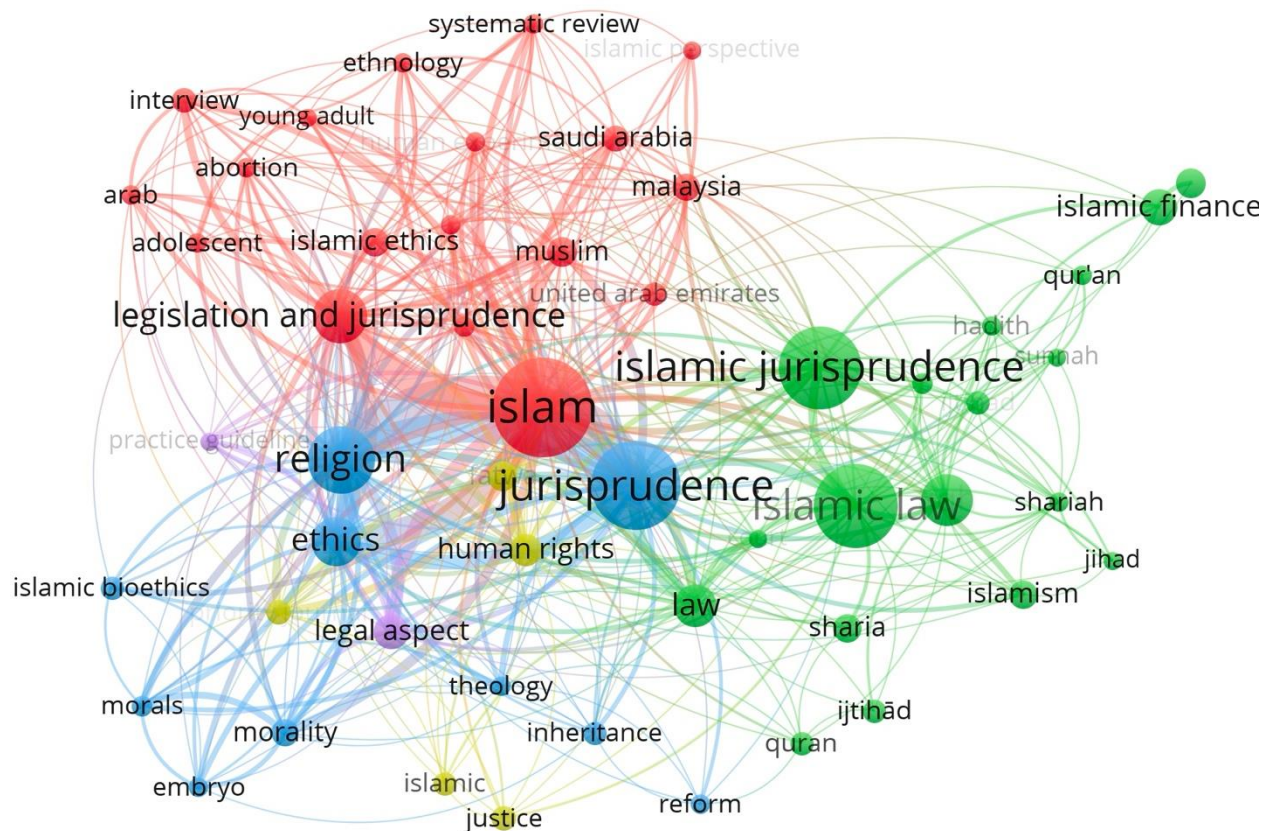 systematic review
islamic perspective
ethnology
interview
young adult
saudi arabia
abortion
malaysia
arab
islamic finance
adolescent
islamic ethics
muslim
qur'an
united arab emirates
legislation and jurisprudence
hadith
sunnah
islamic jurisprudence
islam
practice guideline
religion
fatwa
jurisprudence
islamic law
shariah
ethics
human rights
jihad
islamic bioethics
islamism
law
legal aspect
sharia
theology
morals
ijtihād
morality
inheritance
quran
islamic
embryo
reform
justice